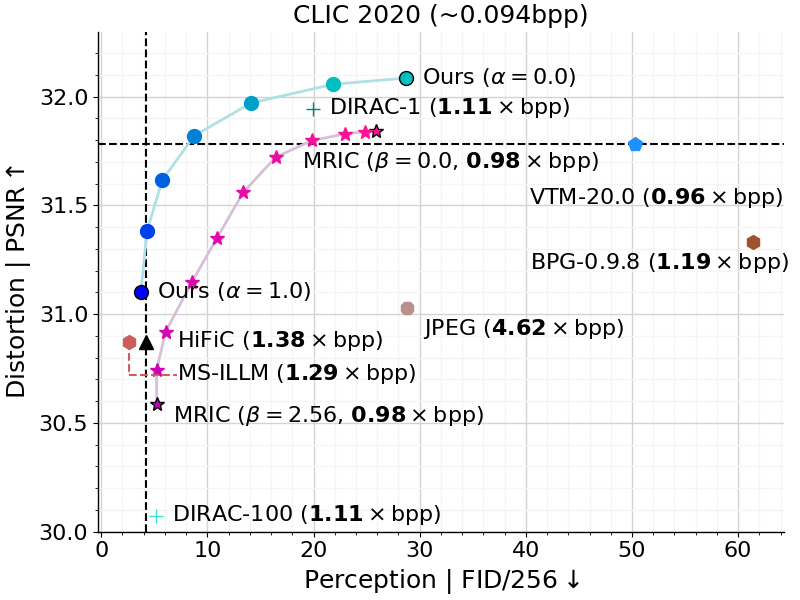 CLIC 2020 (~0.094bpp)
Distortion | PSNR ↑
32.0
31.5
31.0
30.5
30.0
Ours (α = 0.0)
DIRAC-1 (1.11 × bpp)
MRIC (β = 0.0, 0.98 × bpp)
VTM-20.0 (0.96 × bpp)
BPG-0.9.8 (1.19 × bpp)
Ours (α = 1.0)
JPEG (4.62 × bpp)
HiFiC (1.38 × bpp)
MS-ILLM (1.29 × bpp)
MRIC (β = 2.56, 0.98 × bpp)
DIRAC-100 (1.11 × bpp)
0 10 20 30 40 50 60
Perception | FID/256 ↓